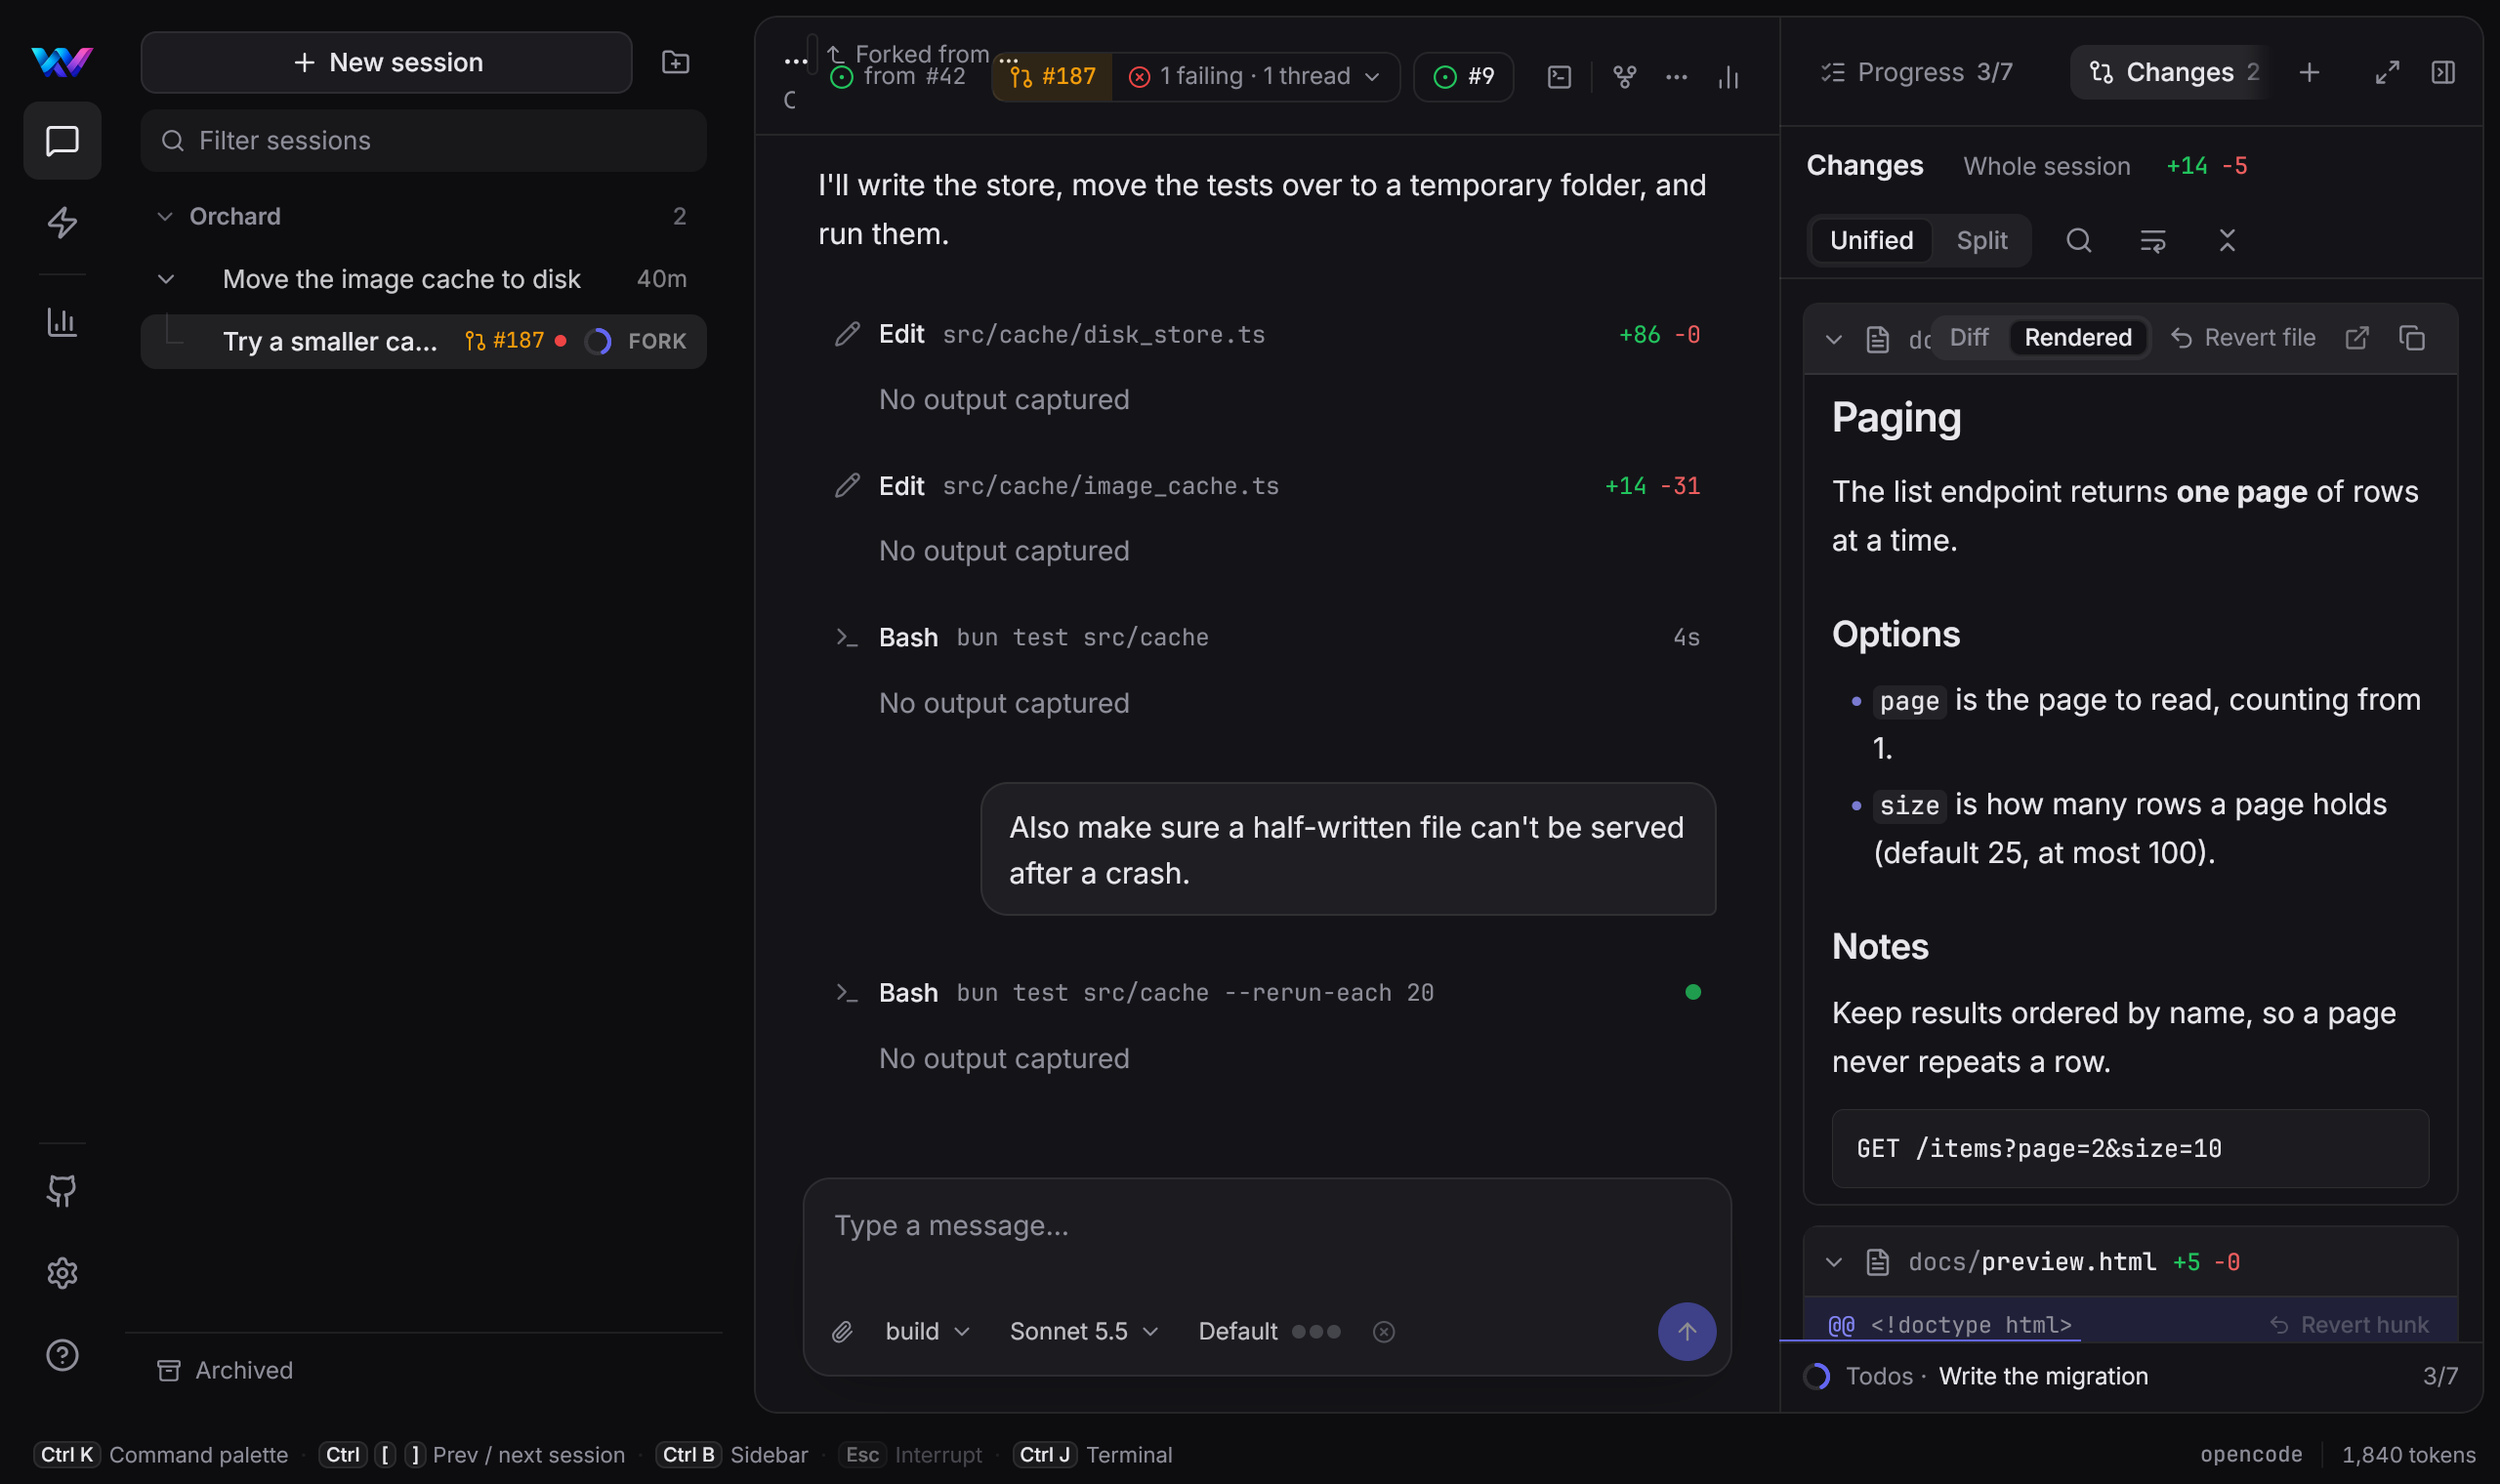 New session
Filter sessions
Orchard 2
Move the image cache to disk 40m
Try a smaller ca... #187 FORK
Archived
... Forked from ...
from #42 #187 1 failing · 1 thread #9
I'll write the store, move the tests over to a temporary folder, and
run them.
Edit src/cache/disk_store.ts +86 -0
No output captured
Edit src/cache/image_cache.ts +14 -31
No output captured
Bash bun test src/cache 4s
No output captured
Also make sure a half-written file can't be served
after a crash.
Bash bun test src/cache --rerun-each 20
No output captured
Type a message...
build Sonnet 5.5 Default
Progress 3/7 Changes 2
Changes Whole session +14 -5
Unified Split
Diff Rendered Revert file
Paging
The list endpoint returns one page of rows
at a time.
Options
page is the page to read, counting from
1.
size is how many rows a page holds
(default 25, at most 100).
Notes
Keep results ordered by name, so a page
never repeats a row.
GET /items?page=2&size=10
docs/preview.html +5 -0
@@ <!doctype html> Revert hunk
Todos · Write the migration 3/7
Ctrl K Command palette · Ctrl [ ] Prev / next session · Ctrl B Sidebar · Esc Interrupt · Ctrl J Terminal
opencode 1,840 tokens